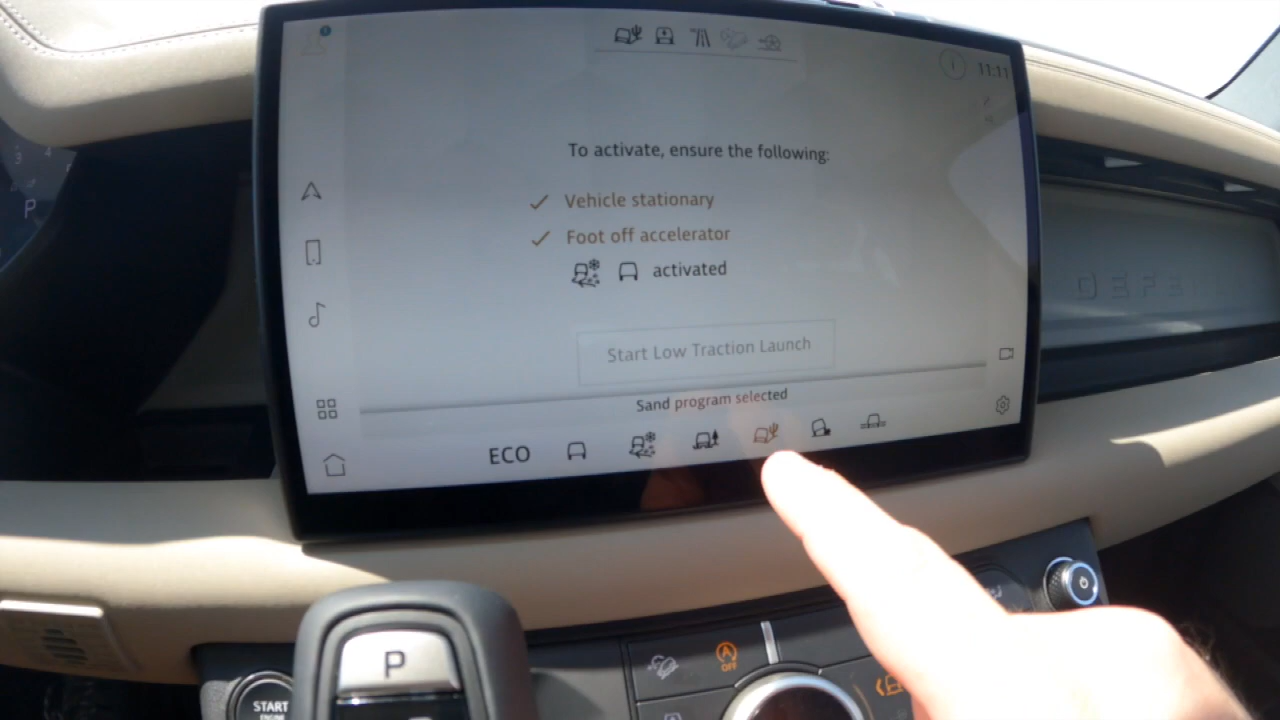 11:11
To activate, ensure the following:
Vehicle stationary
Foot off accelerator
activated
Start Low Traction Launch
Sand program selected
ECO
P
P
START
ENGINE
A
OFF